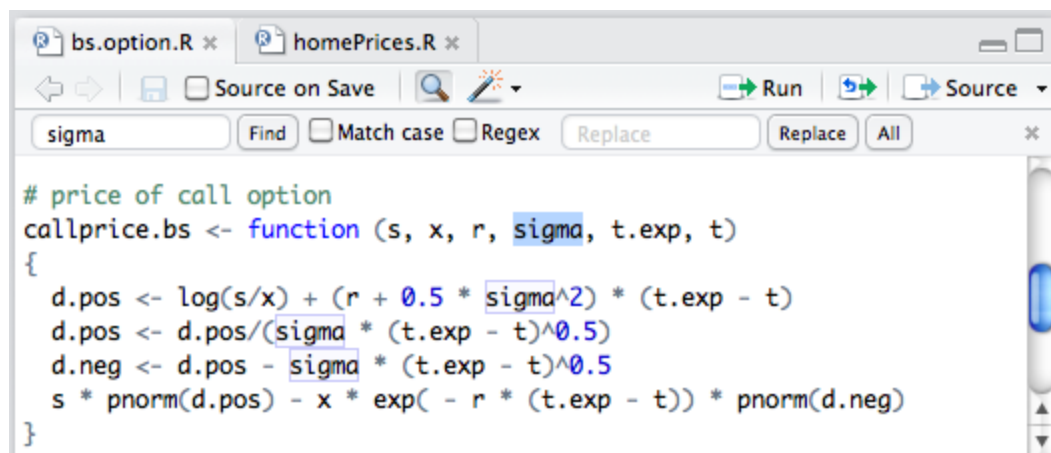 bs.option.R homePrices.R
Source on Save Run Source
sigma Find Match case Regex Replace Replace All
# price of call option
callprice.bs <- function (s, x, r, sigma, t.exp, t)
{
  d.pos <- log(s/x) + (r + 0.5 * sigma^2) * (t.exp - t)
  d.pos <- d.pos/(sigma * (t.exp - t)^0.5)
  d.neg <- d.pos - sigma * (t.exp - t)^0.5
  s * pnorm(d.pos) - x * exp( - r * (t.exp - t)) * pnorm(d.neg)
}